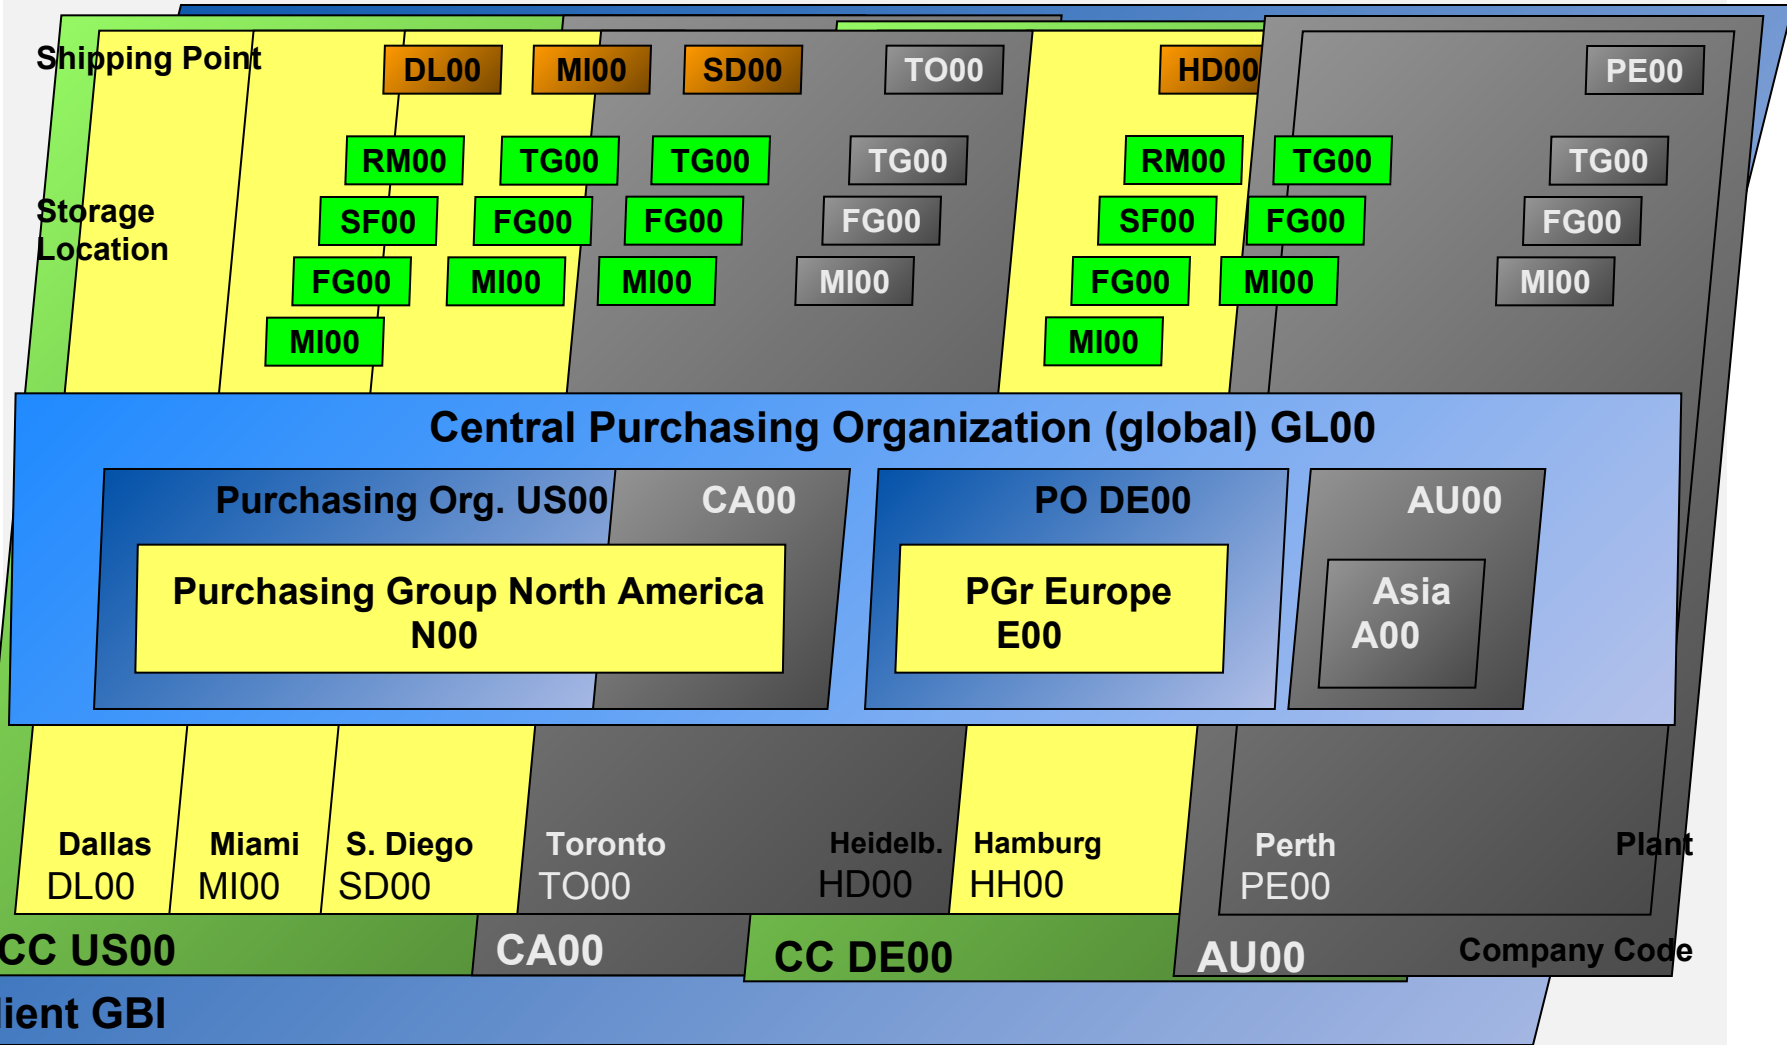 Shipping Point
DL00 MI00 SD00 TO00 HD00 PE00
RM00 TG00 TG00 TG00 RM00 TG00 TG00
Storage
Location
SF00 FG00 FG00 FG00 SF00 FG00 FG00
FG00 MI00 MI00 MI00 FG00 MI00 MI00
MI00 MI00
Central Purchasing Organization (global) GL00
Purchasing Org. US00 CA00 PO DE00 AU00
Purchasing Group North America PGr Europe Asia
N00 E00 A00
Dallas Miami S. Diego Toronto Heidelb. Hamburg Perth Plant
DL00 MI00 SD00 TO00 HD00 HH00 PE00
CC US00 CA00 CC DE00 AU00 Company Code
lient GBI